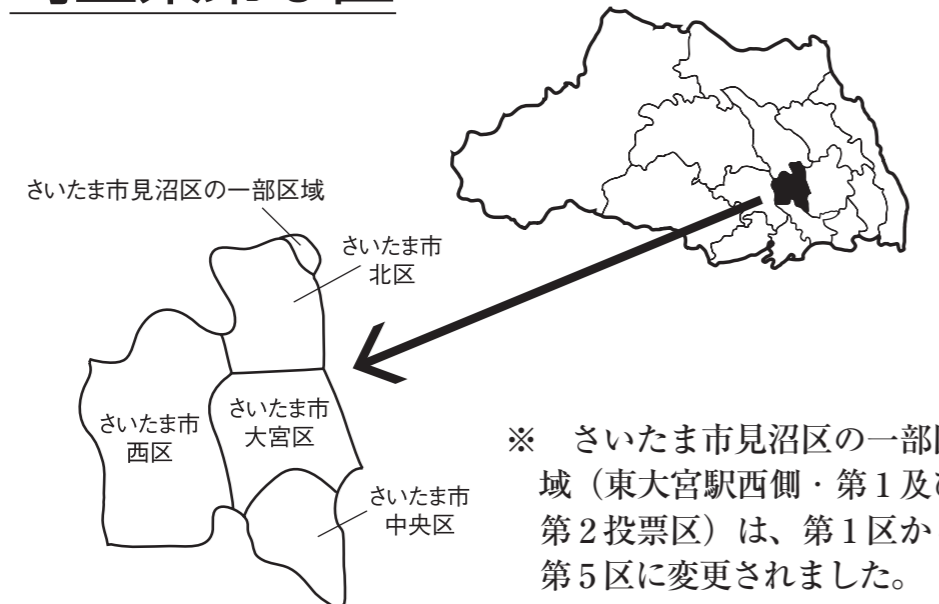 さいたま市見沼区の一部区域
さいたま市
北区
さいたま市
西区
さいたま市
大宮区
さいたま市
中央区
※　さいたま市見沼区の一部
域（東大宮駅西側・第１及び
第２投票区）は、第１区か
第５区に変更されました。